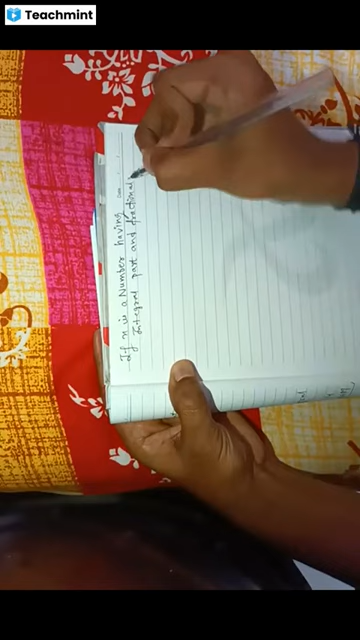 Teachmint
If n is a Number having
Integral part and fractional